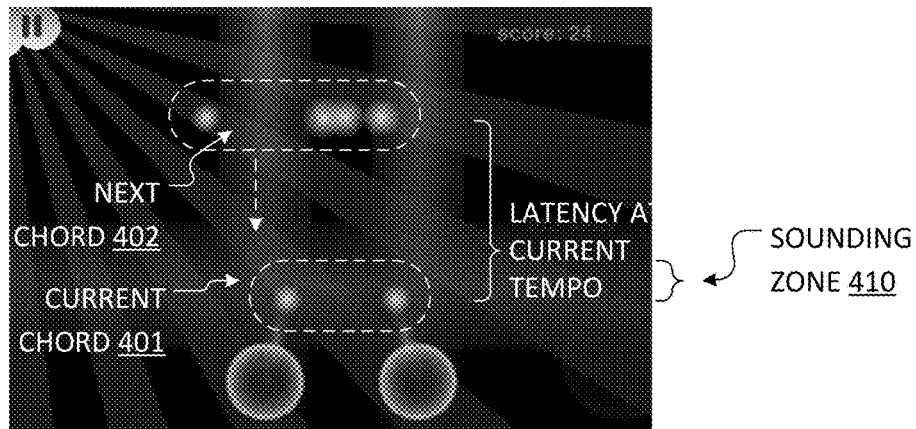 score: 24
NEXT
CHORD 402
LATENCY AT
CURRENT
TEMPO
CURRENT
CHORD 401
SOUNDING
ZONE 410